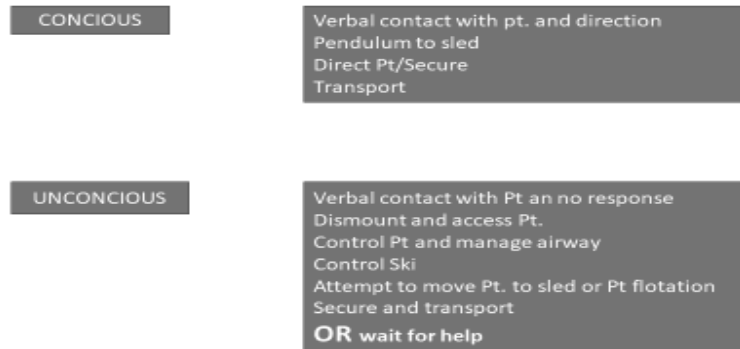 CONCIOUS
Verbal contact with pt. and direction
Pendulum to sled
Direct Pt/Secure
Transport
UNCONCIOUS
Verbal contact with Pt an no response
Dismount and access Pt.
Control Pt and manage airway
Control Ski
Attempt to move Pt. to sled or Pt flotation
Secure and transport
OR wait for help